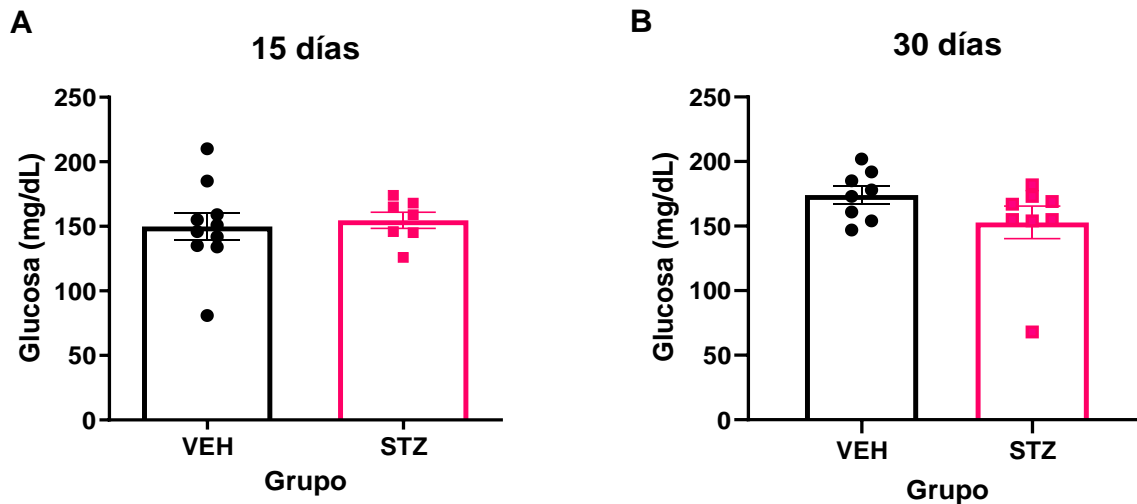 A
15 días
Glucosa (mg/dL)
250
200
150
100
50
0
VEH
STZ
Grupo
B
30 días
Glucosa (mg/dL)
250
200
150
100
50
0
VEH
STZ
Grupo